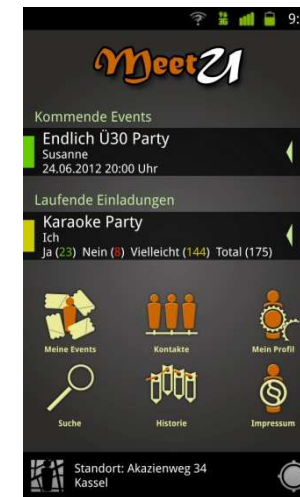 3G
9:
MeetU
Kommende Events
Endlich Ü30 Party
Susanne
24.06.2012 20:00 Uhr
Laufende Einladungen
Karaoke Party
Ich
Ja (23) Nein (8) Vielleicht (144) Total (175)
Meine Events
Kontakte
Mein Profil
Suche
Historie
Impressum
Standort: Akazienweg 34
Kassel